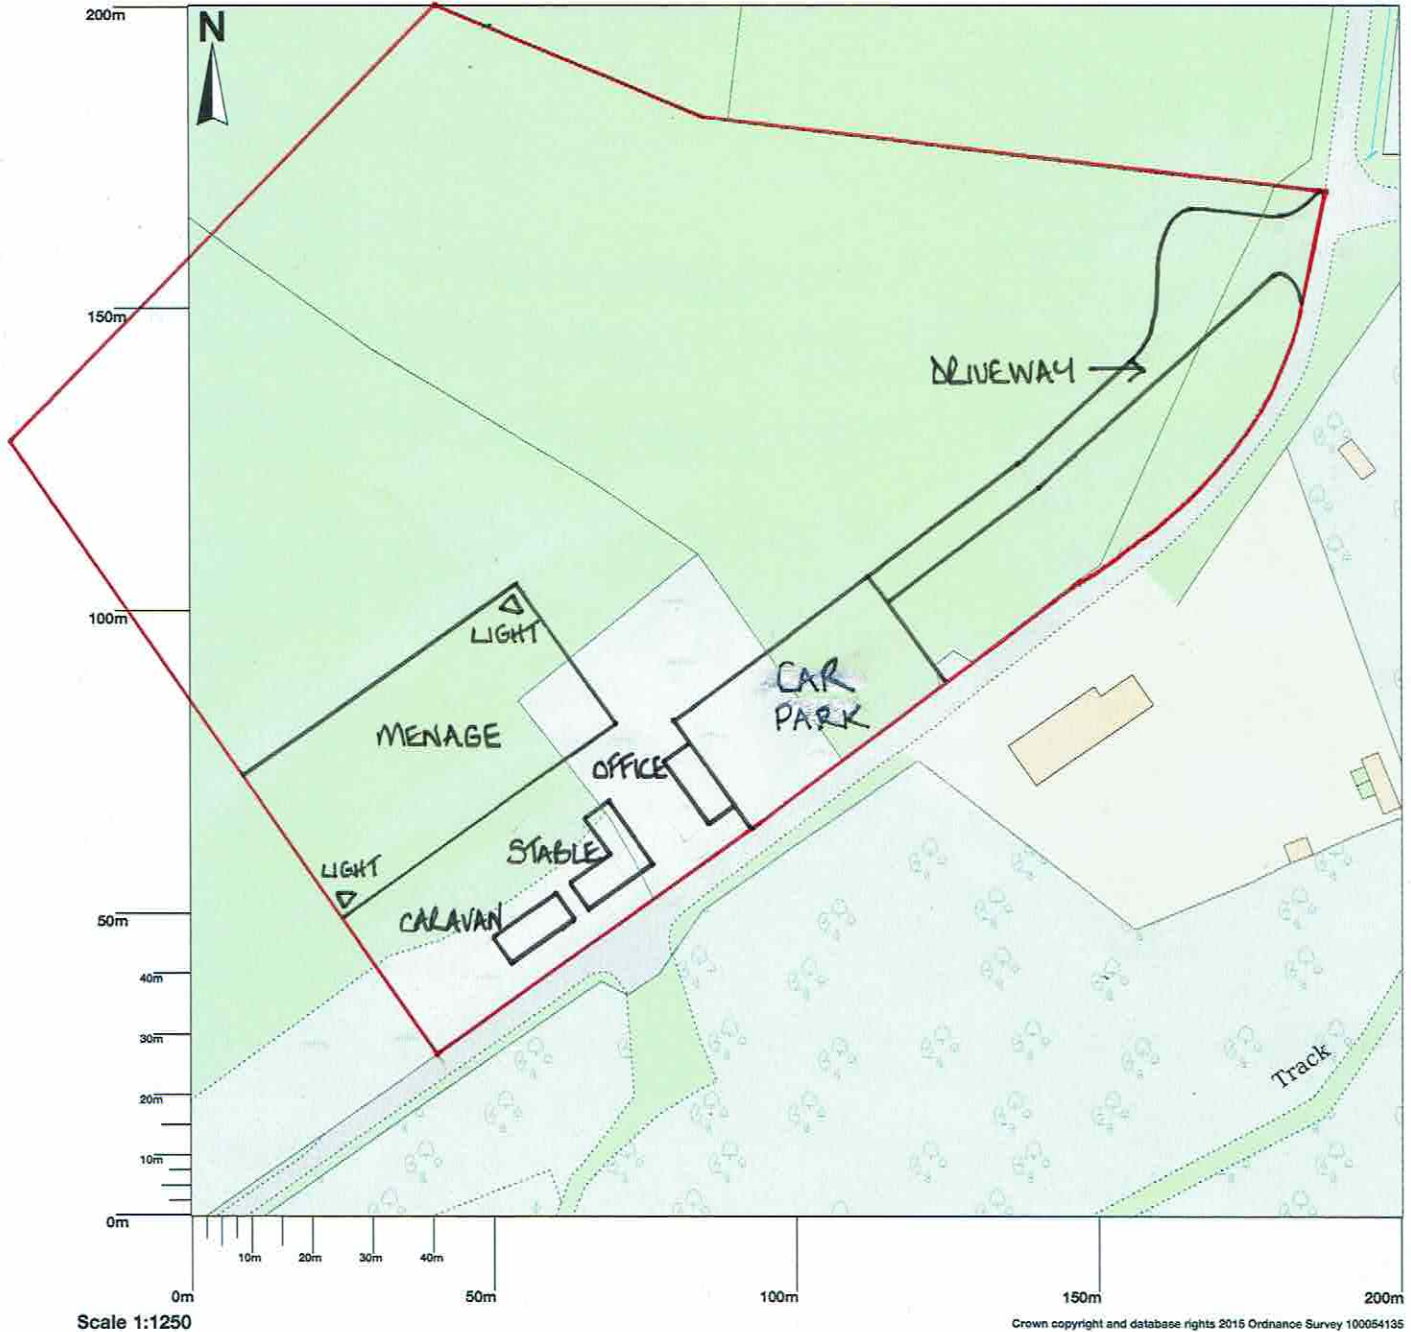 200m
N
150m
DRIVEWAY
100m
LIGHT
CAR
PARK
MENAGE
OFFICE
STABLE
LIGHT
CARAVAN
50m
40m
30m
Track
20m
10m
0m
10m
20m
30m
40m
0m
50m
100m
150m
200m
Scale 1:1250
Crown copyright and database rights 2015 Ordnance Survey 100054135